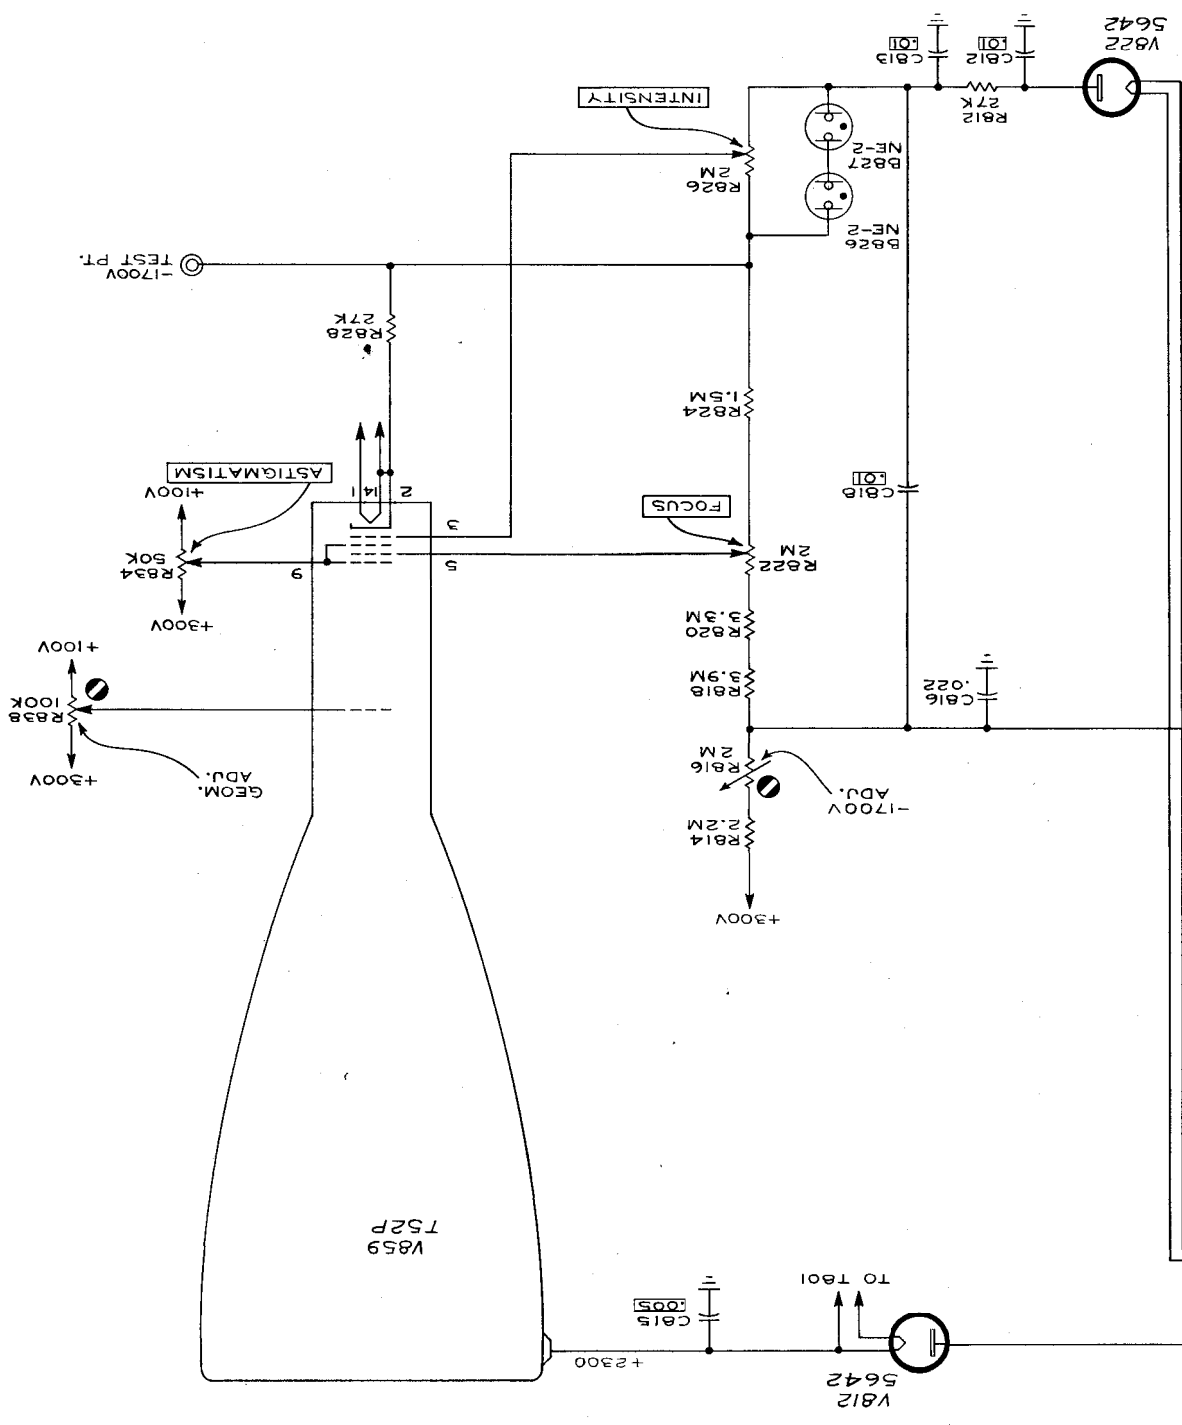 V812
5642
TO T801
+2300
C815
.005
V859
T52P
+300V
R814
2.2M
-1700V
ADJ.
R816
2M
GEOM.
ADJ.
+300V
R838
100K
+100V
C816
.022
R818
3.9M
R820
3.3M
R822
2M
FOCUS
+300V
R834
50K
+100V
ASTIGMATISM
9
5
3
2
14
1
C818
.01
R824
1.5M
R828
27K
-1700V
TEST PT.
B826
NE-2
B827
NE-2
R826
2M
INTENSITY
R812
27K
C812
.01
C813
.01
V822
5642